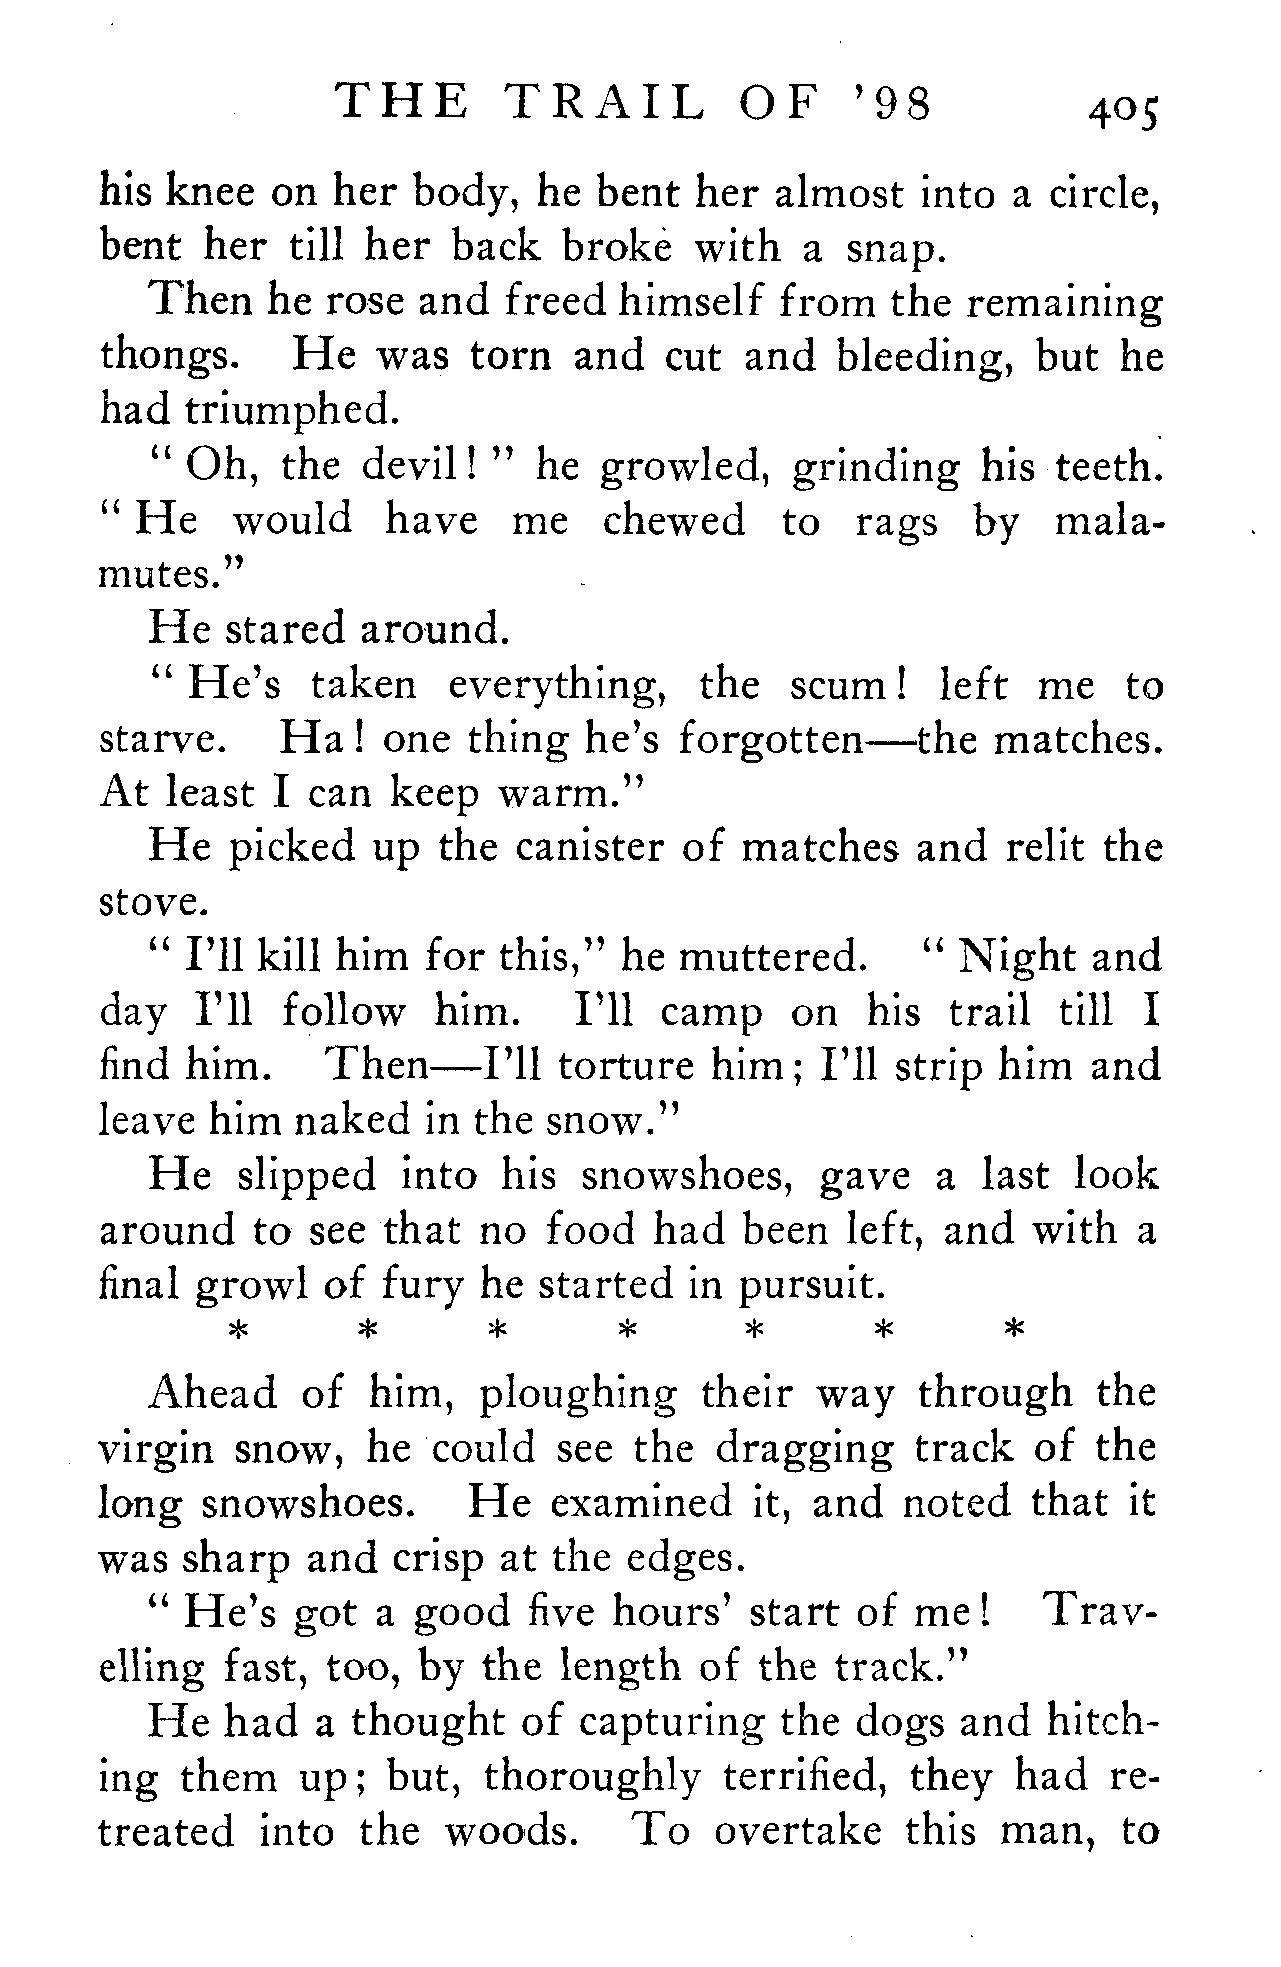 THE TRAIL OF '98 405
his knee on her body, he bent her almost into a circle,
bent her till her back broke with a snap.
Then he rose and freed himself from the remaining
thongs. He was torn and cut and bleeding, but he
had triumphed.
" Oh, the devil! " he growled, grinding his teeth.
" He would have me chewed to rags by mala-
mutes."
He stared around.
" He's taken everything, the scum! left me to
starve. Ha! one thing he's forgotten—the matches.
At least I can keep warm."
He picked up the canister of matches and relit the
stove.
" I'll kill him for this," he muttered. " Night and
day I'll follow him. I'll camp on his trail till I
find him. Then—I'll torture him; I'll strip him and
leave him naked in the snow."
He slipped into his snowshoes, gave a last look
around to see that no food had been left, and with a
final growl of fury he started in pursuit.
* * * * * * *
Ahead of him, ploughing their way through the
virgin snow, he could see the dragging track of the
long snowshoes. He examined it, and noted that it
was sharp and crisp at the edges.
" He's got a good five hours' start of me! Trav-
elling fast, too, by the length of the track."
He had a thought of capturing the dogs and hitch-
ing them up; but, thoroughly terrified, they had re-
treated into the woods. To overtake this man, to